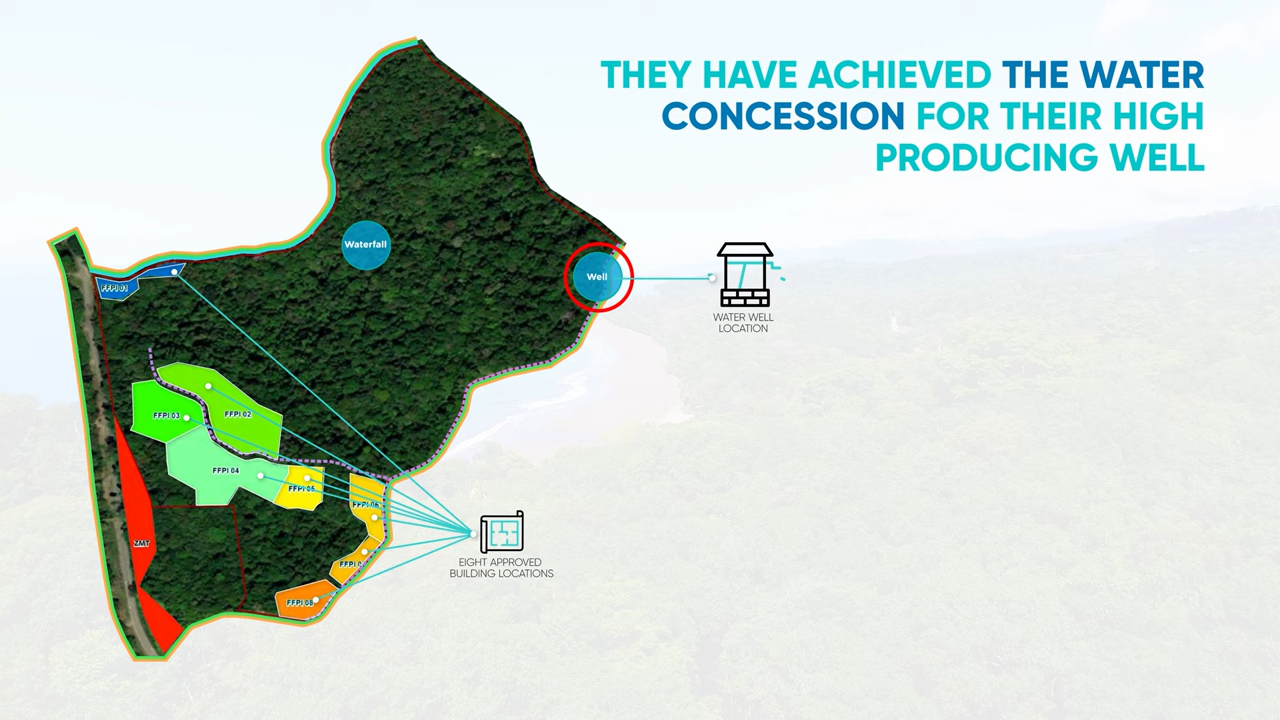 THEY HAVE ACHIEVED THE WATER
CONCESSION FOR THEIR HIGH
PRODUCING WELL
Waterfall
Well
WATER WELL
LOCATION
FFPI 01
FFPI 02
FFPI 03
FFPI 04
FFPI 05
FFPI 06
ZMT
FFPI
FFPI 08
EIGHT APPROVED
BUILDING LOCATIONS